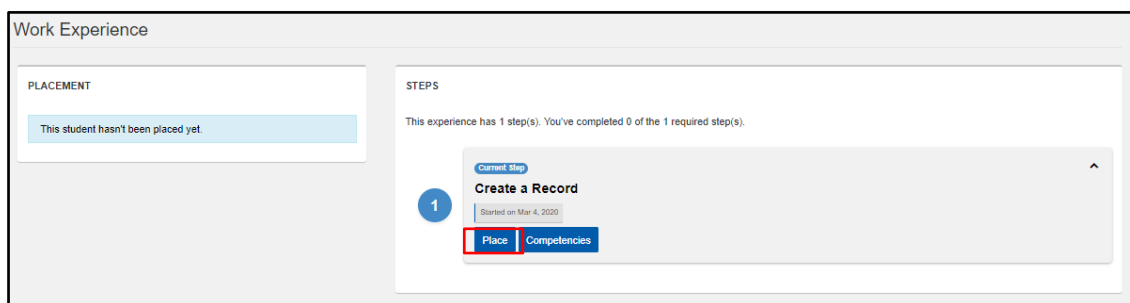 Work Experience
PLACEMENT
This student hasn't been placed yet.
STEPS
This experience has 1 step(s). You've completed 0 of the 1 required step(s).
Current Step
Create a Record
1
Started on Mar 4, 2020
Place
Competencies